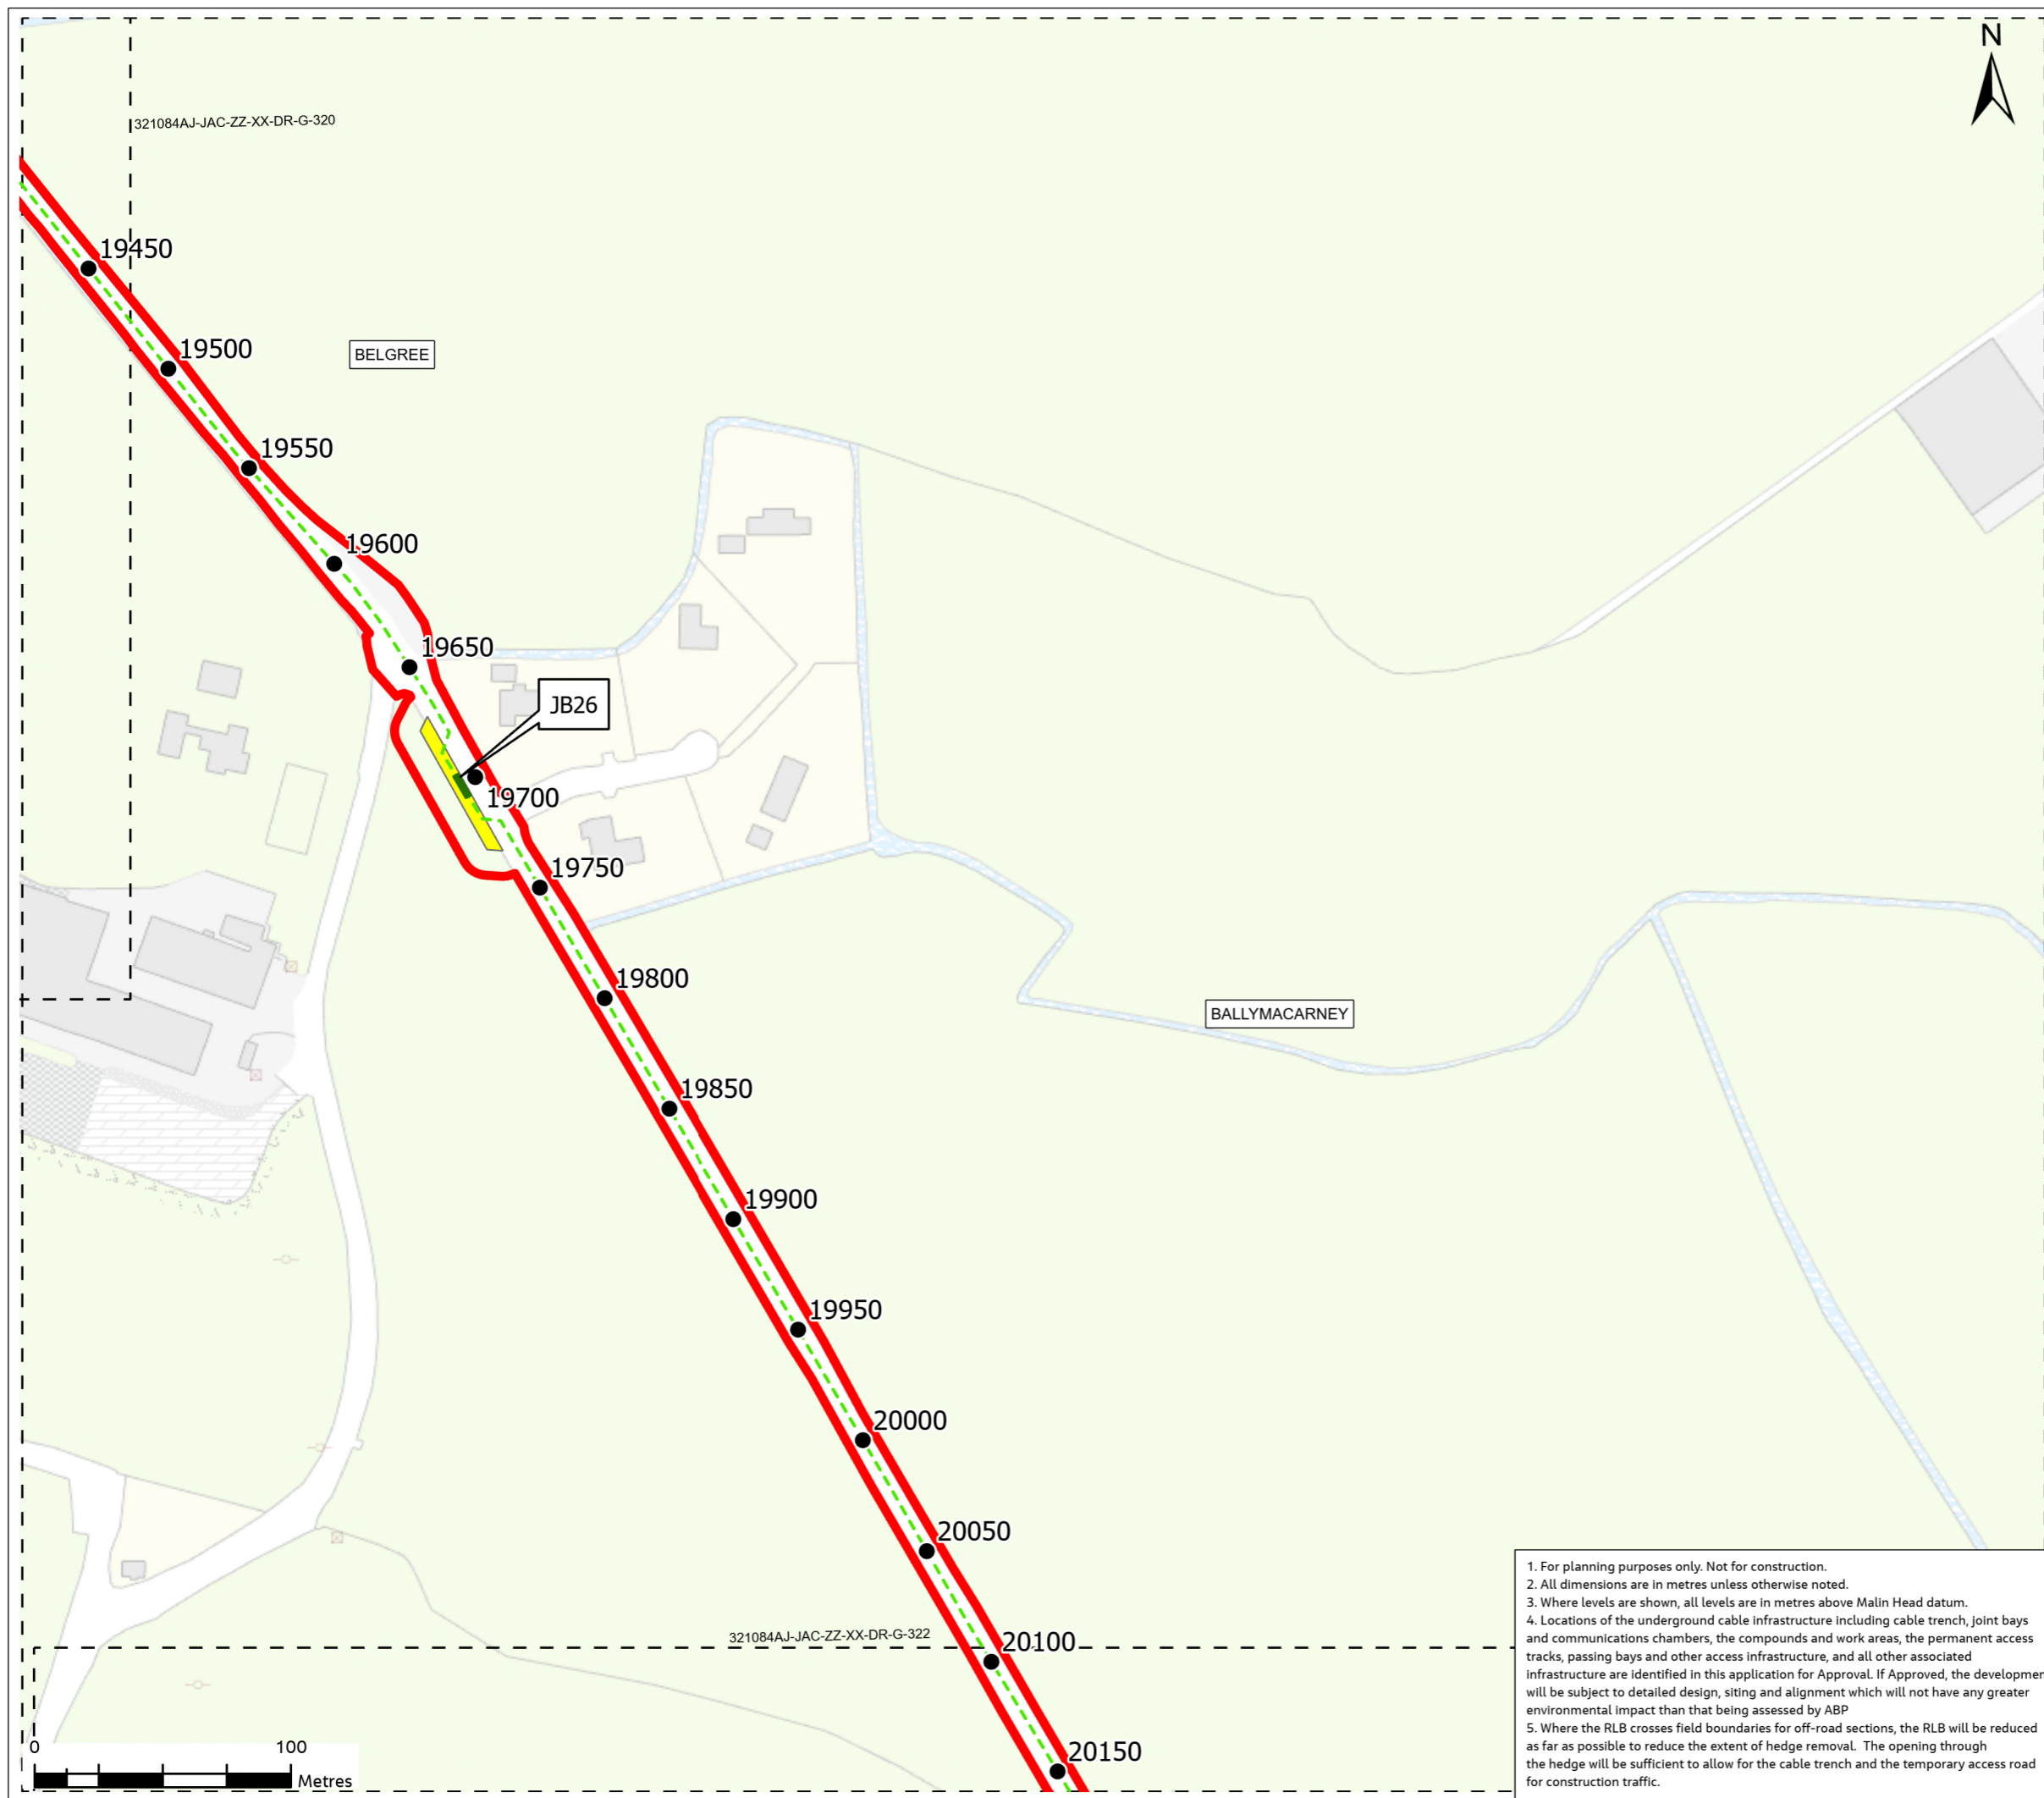 N
321084AJ-JAC-ZZ-XX-DR-G-320
19450
19500
BELGREE
19550
19600
19650
JB26
19700
19750
19800
BALLYMACARNEY
19850
19900
19950
20000
20050
321084AJ-JAC-ZZ-XX-DR-G-322
20100
20150
0 100
Metres
1. For planning purposes only. Not for construction.
2. All dimensions are in metres unless otherwise noted.
3. Where levels are shown, all levels are in metres above Malin Head datum.
4. Locations of the underground cable infrastructure including cable trench, joint bays
and communications chambers, the compounds and work areas, the permanent access
tracks, passing bays and other access infrastructure, and all other associated
infrastructure are identified in this application for Approval. If Approved, the developmen
will be subject to detailed design, siting and alignment which will not have any greater
environmental impact than that being assessed by ABP
5. Where the RLB crosses field boundaries for off-road sections, the RLB will be reduced
as far as possible to reduce the extent of hedge removal. The opening through
the hedge will be sufficient to allow for the cable trench and the temporary access road
for construction traffic.